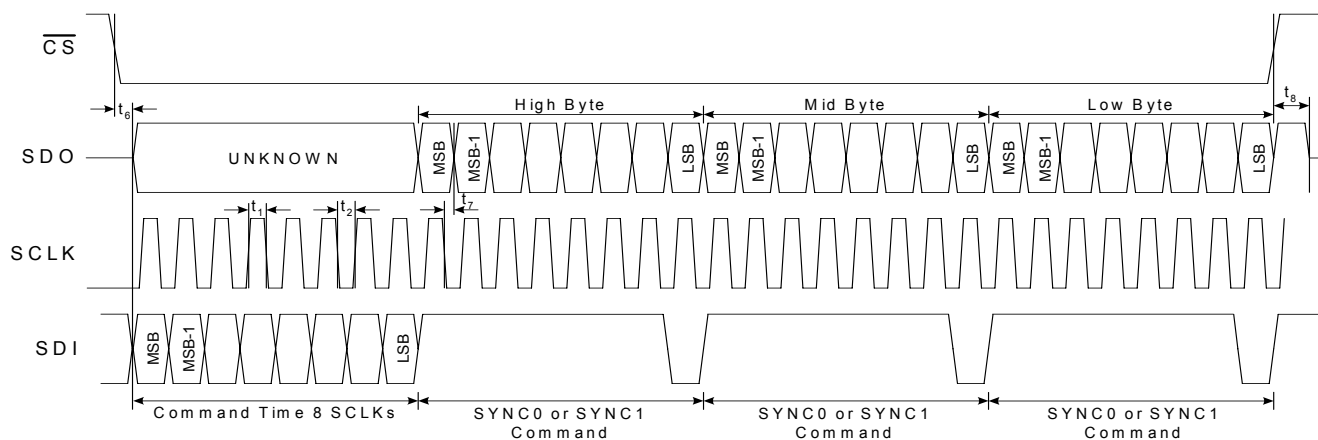 CS
t6
High Byte
Mid Byte
Low Byte
t8
SDO
UNKNOWN
MSB
MSB-1
LSB
MSB
MSB-1
LSB
MSB
MSB-1
LSB
t1
t2
t7
SCLK
SDI
MSB
MSB-1
LSB
Command Time 8 SCLKs
SYNC0 or SYNC1
Command
SYNC0 or SYNC1
Command
SYNC0 or SYNC1
Command